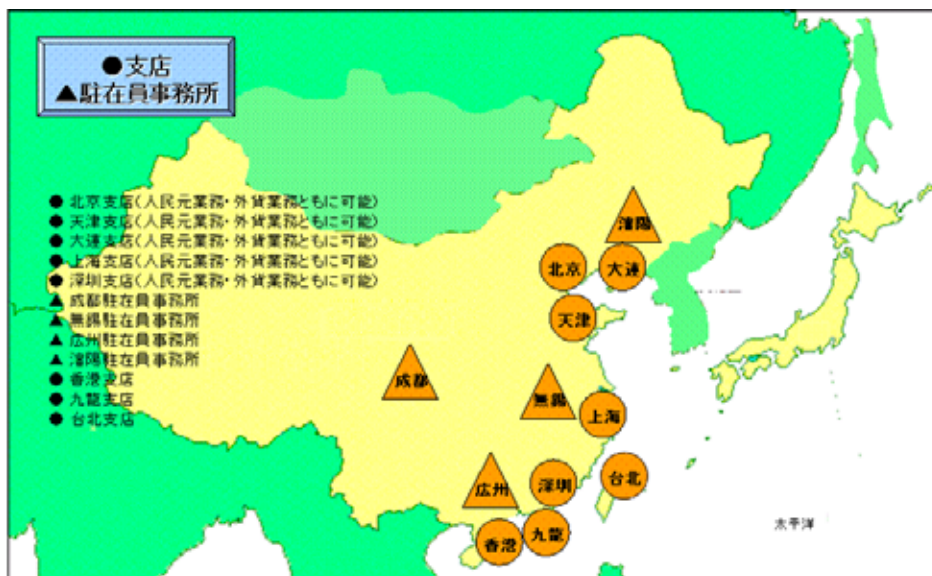 ●支店
▲駐在員事務所
● 北京支店(人民元業務・外貨業務ともに可能)
● 天津支店(人民元業務・外貨業務ともに可能)
● 大連支店(人民元業務・外貨業務ともに可能)
● 上海支店(人民元業務・外貨業務ともに可能)
● 深圳支店(人民元業務・外貨業務ともに可能)
▲ 成都駐在員事務所
▲ 無錫駐在員事務所
▲ 広州駐在員事務所
▲ 瀋陽駐在員事務所
● 香港支店
● 九龍支店
● 台北支店
瀋陽
北京
大連
天津
成都
無錫
上海
広州
深圳
台北
香港
九龍
太平洋